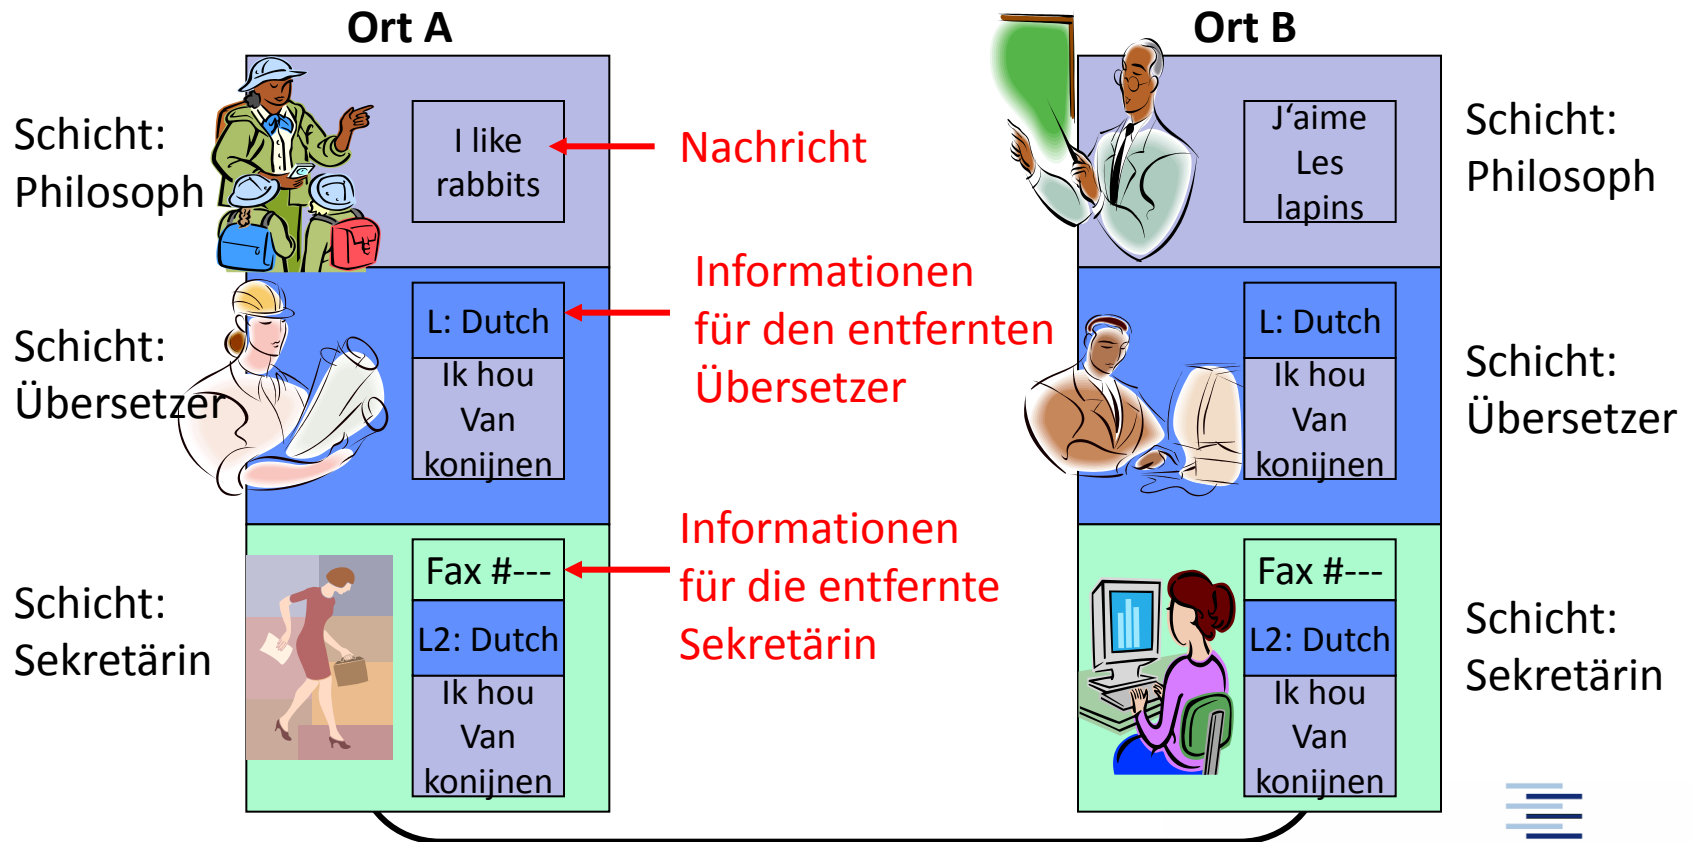 Ort A
Ort B
Schicht:
Philosoph
I like
rabbits
Nachricht
J‘aime
Les
lapins
Schicht:
Philosoph
Schicht:
Übersetzer
L: Dutch
Ik hou
Van
konijnen
Informationen
für den entfernten
Übersetzer
L: Dutch
Ik hou
Van
konijnen
Schicht:
Übersetzer
Schicht:
Sekretärin
Fax #---
L2: Dutch
Ik hou
Van
konijnen
Informationen
für die entfernte
Sekretärin
Fax #---
L2: Dutch
Ik hou
Van
konijnen
Schicht:
Sekretärin